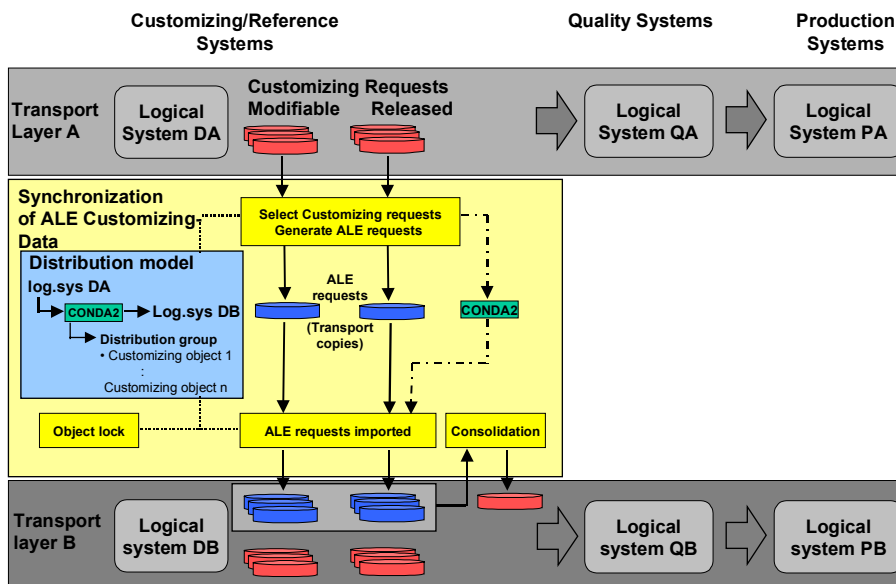 Customizing/Reference
Systems
Quality Systems
Production
Systems
Transport
Layer A
Logical
System DA
Customizing Requests
Modifiable Released
Logical
System QA
Logical
System PA
Synchronization
of ALE Customizing-
Data
Select Customizing requests
Generate ALE requests
Distribution model
log.sys DA
CONDA2
Log.sys DB
Distribution group
• Customizing object 1
:
Customizing object n
ALE
requests
(Transport
copies)
CONDA2
Object lock
ALE requests imported
Consolidation
Transport
layer B
Logical
system DB
Logical
system QB
Logical
system PB